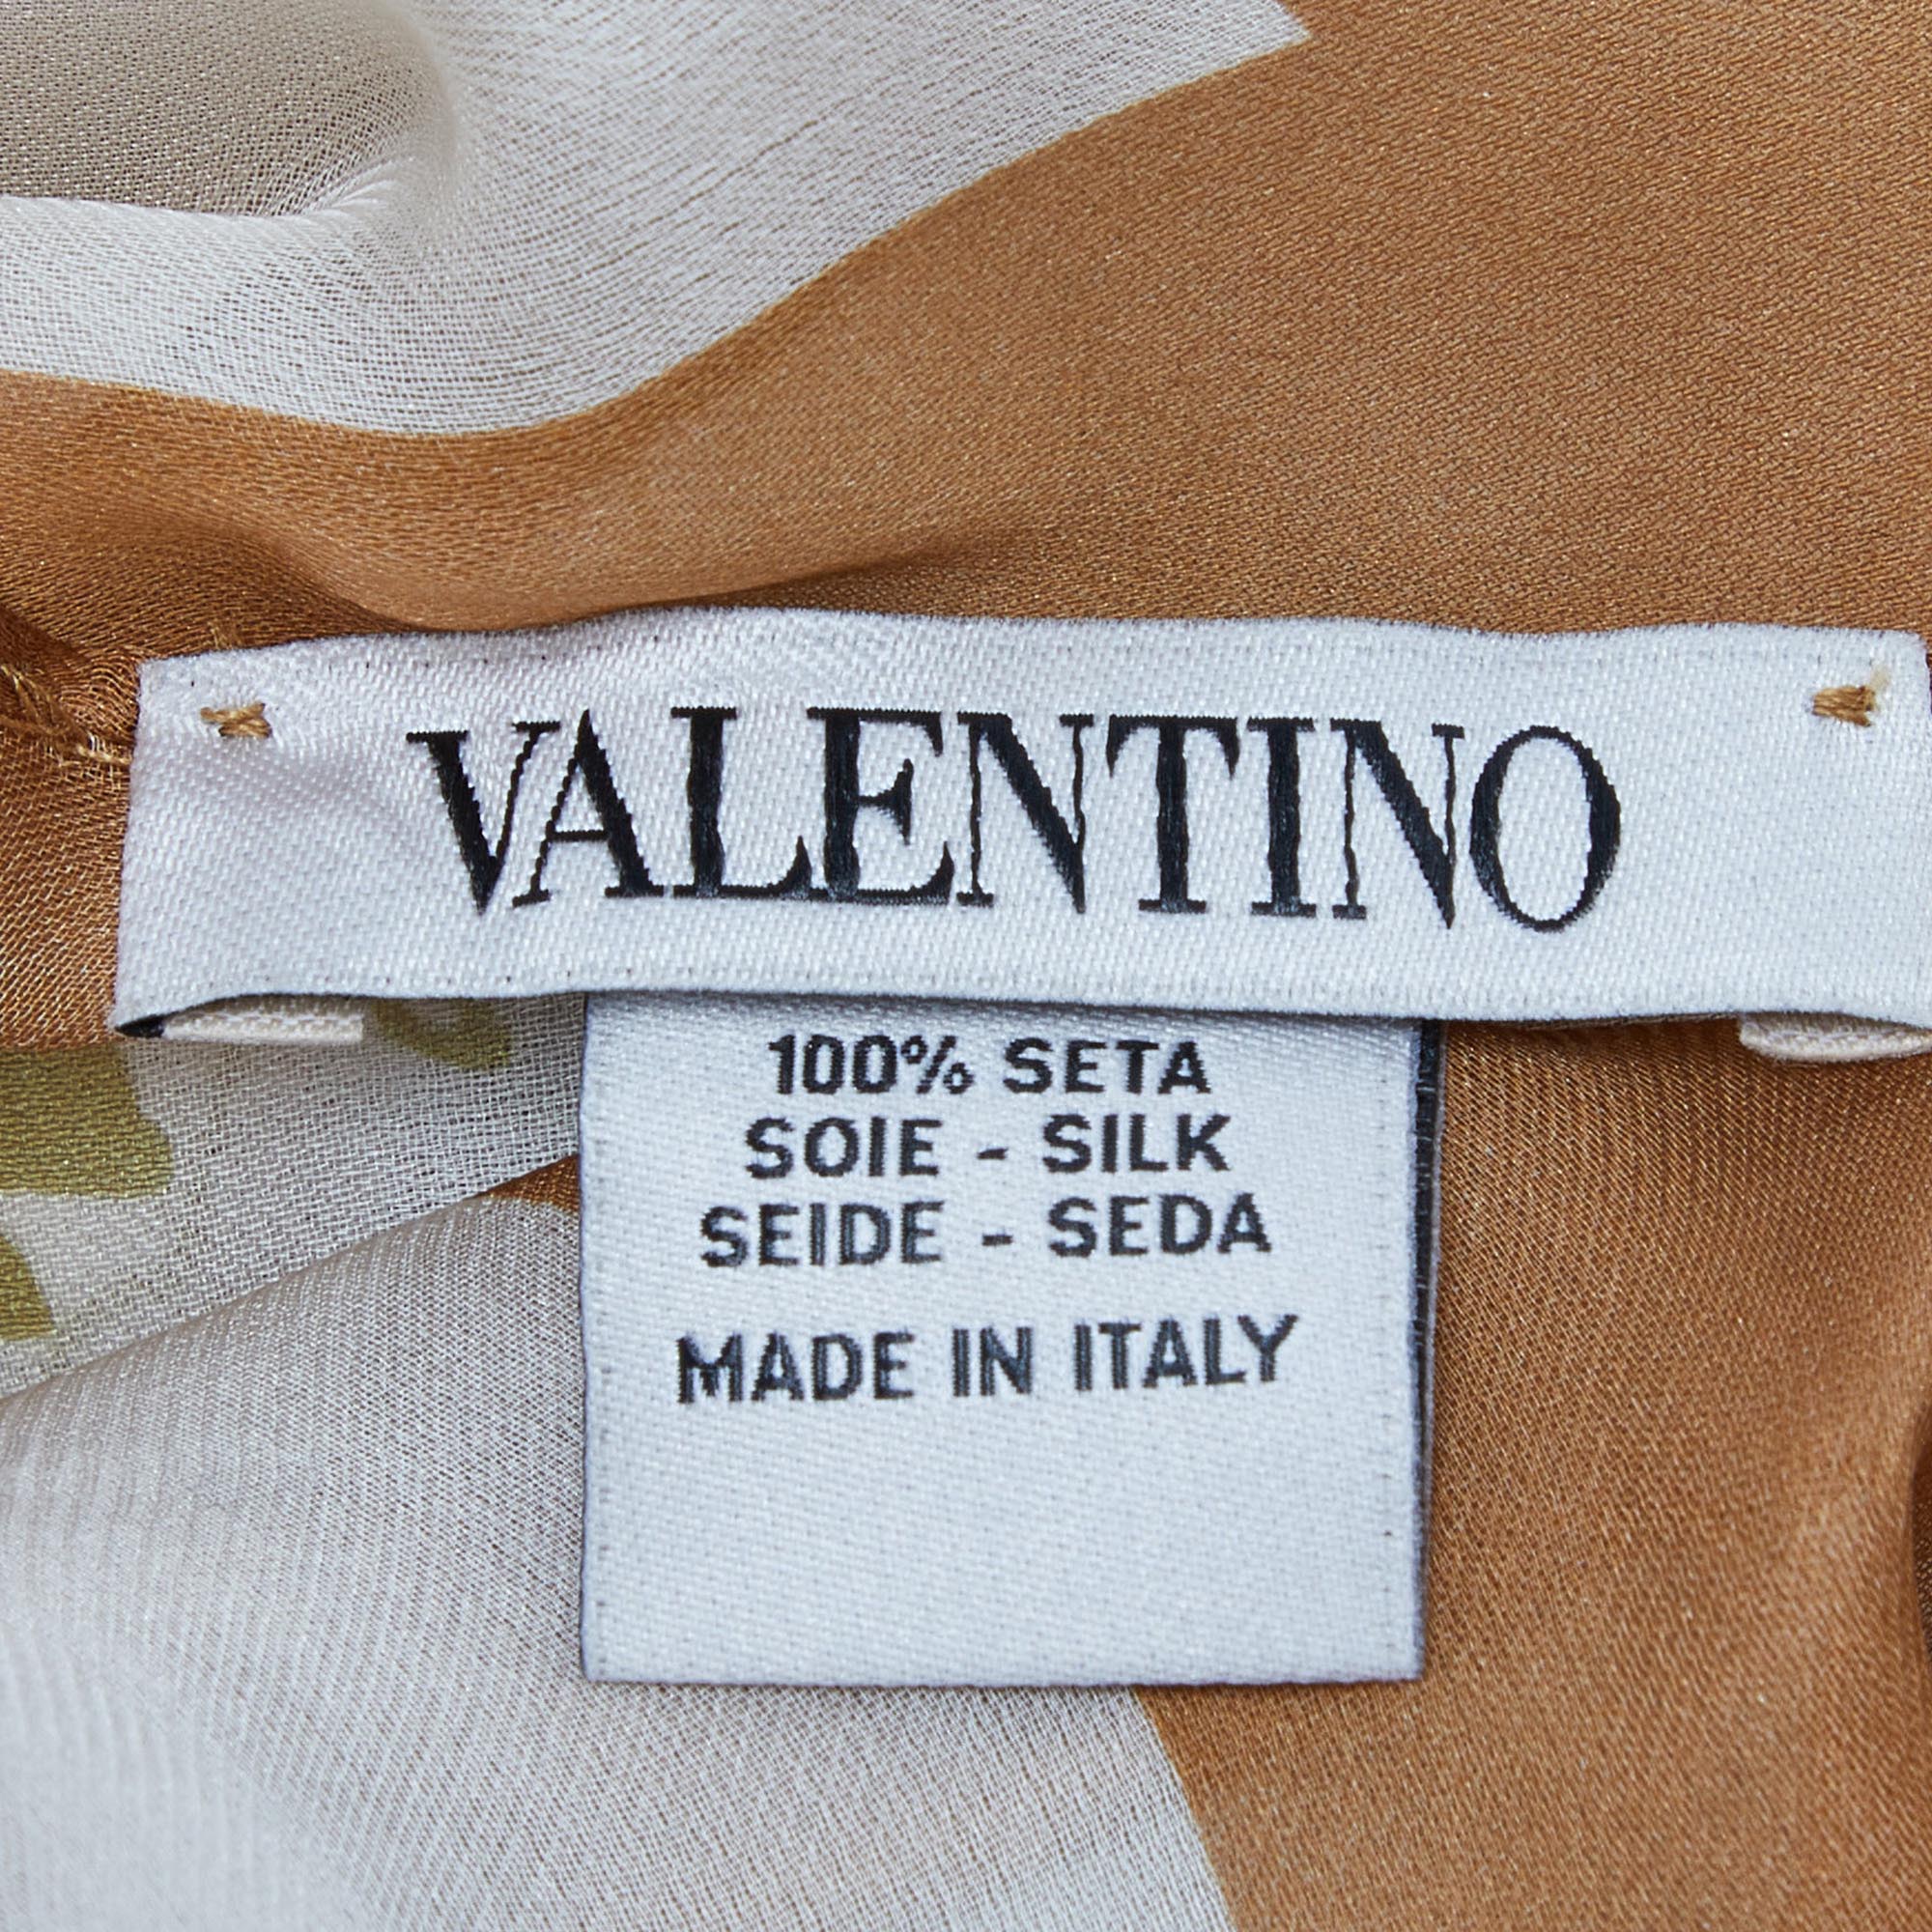 VALENTINO
100% SETA
SOIE - SILK
SEIDE - SEDA
MADE IN ITALY